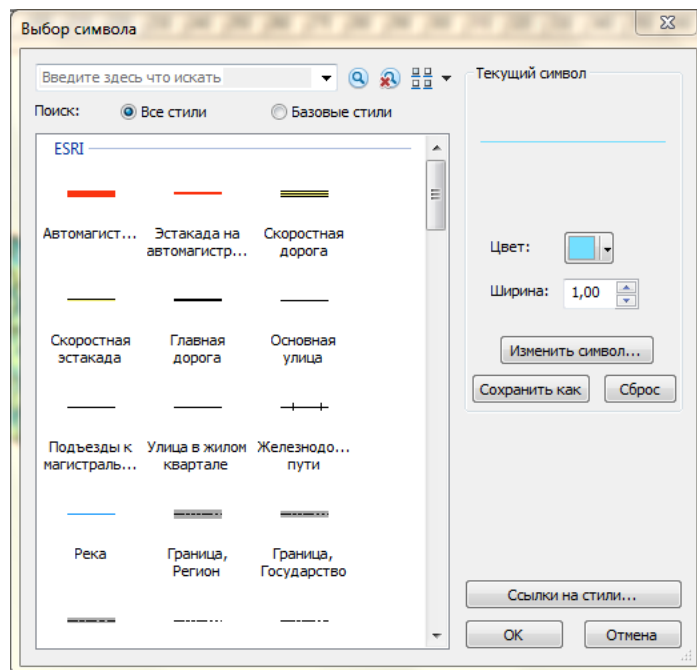 Выбор символа
Введите здесь что искать
Поиск: Все стили Базовые стили
ESRI
Автомагист... Эстакада на автомагистр... Скоростная дорога
Скоростная эстакада Главная дорога Основная улица
Подъезды к магистраль... Улица в жилом квартале Железнодо... пути
Река Граница, Регион Граница, Государство
Текущий символ
Цвет:
Ширина: 1,00
Изменить символ...
Сохранить как Сброс
Ссылки на стили...
OK Отмена